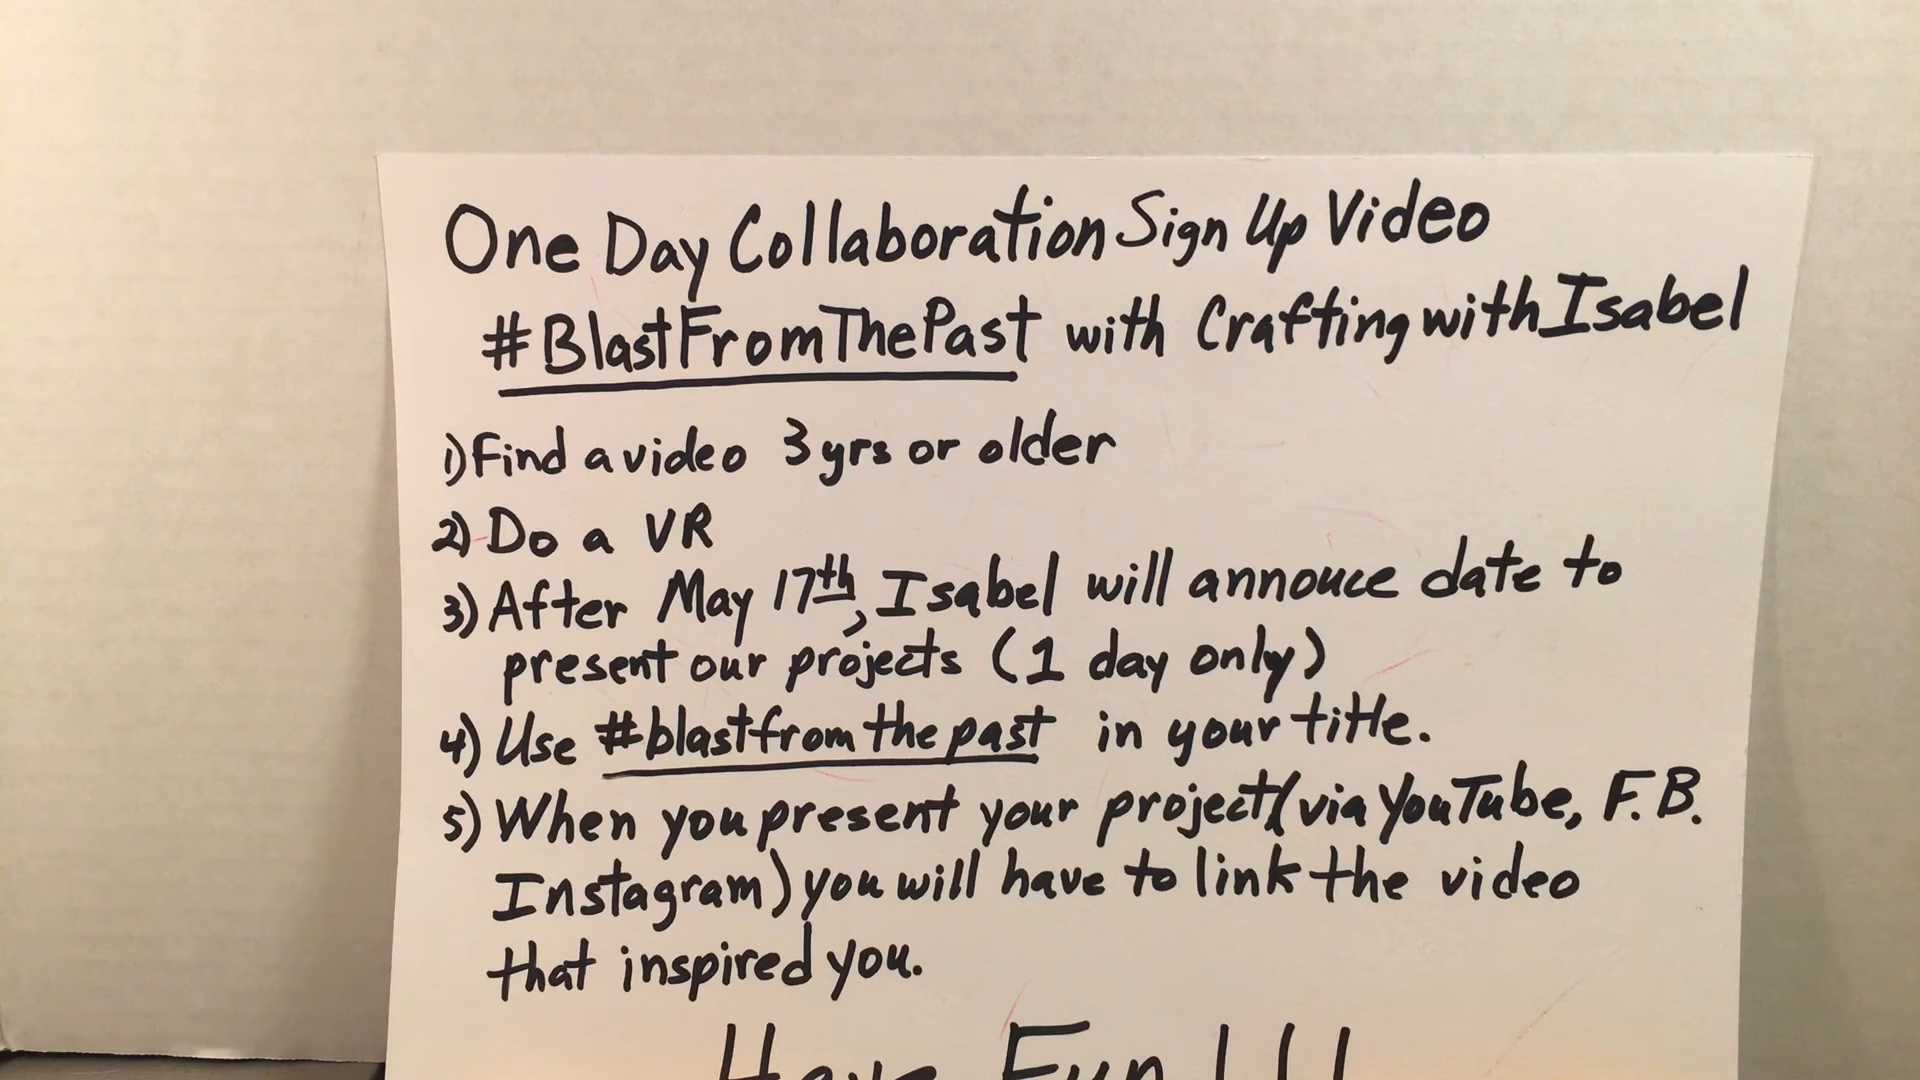 One Day Collaboration Sign Up Video
#BlastFromThePast with Crafting with Isabel
1) Find a video 3 yrs or older
2) Do a VR
3) After May 17th, Isabel will annouce date to
present our projects (1 day only)
4) Use #blastfromthepast in your title.
5) When you present your project (via YouTube, F.B.
Instagram) you will have to link the video
that inspired you.
Have Fun!!!